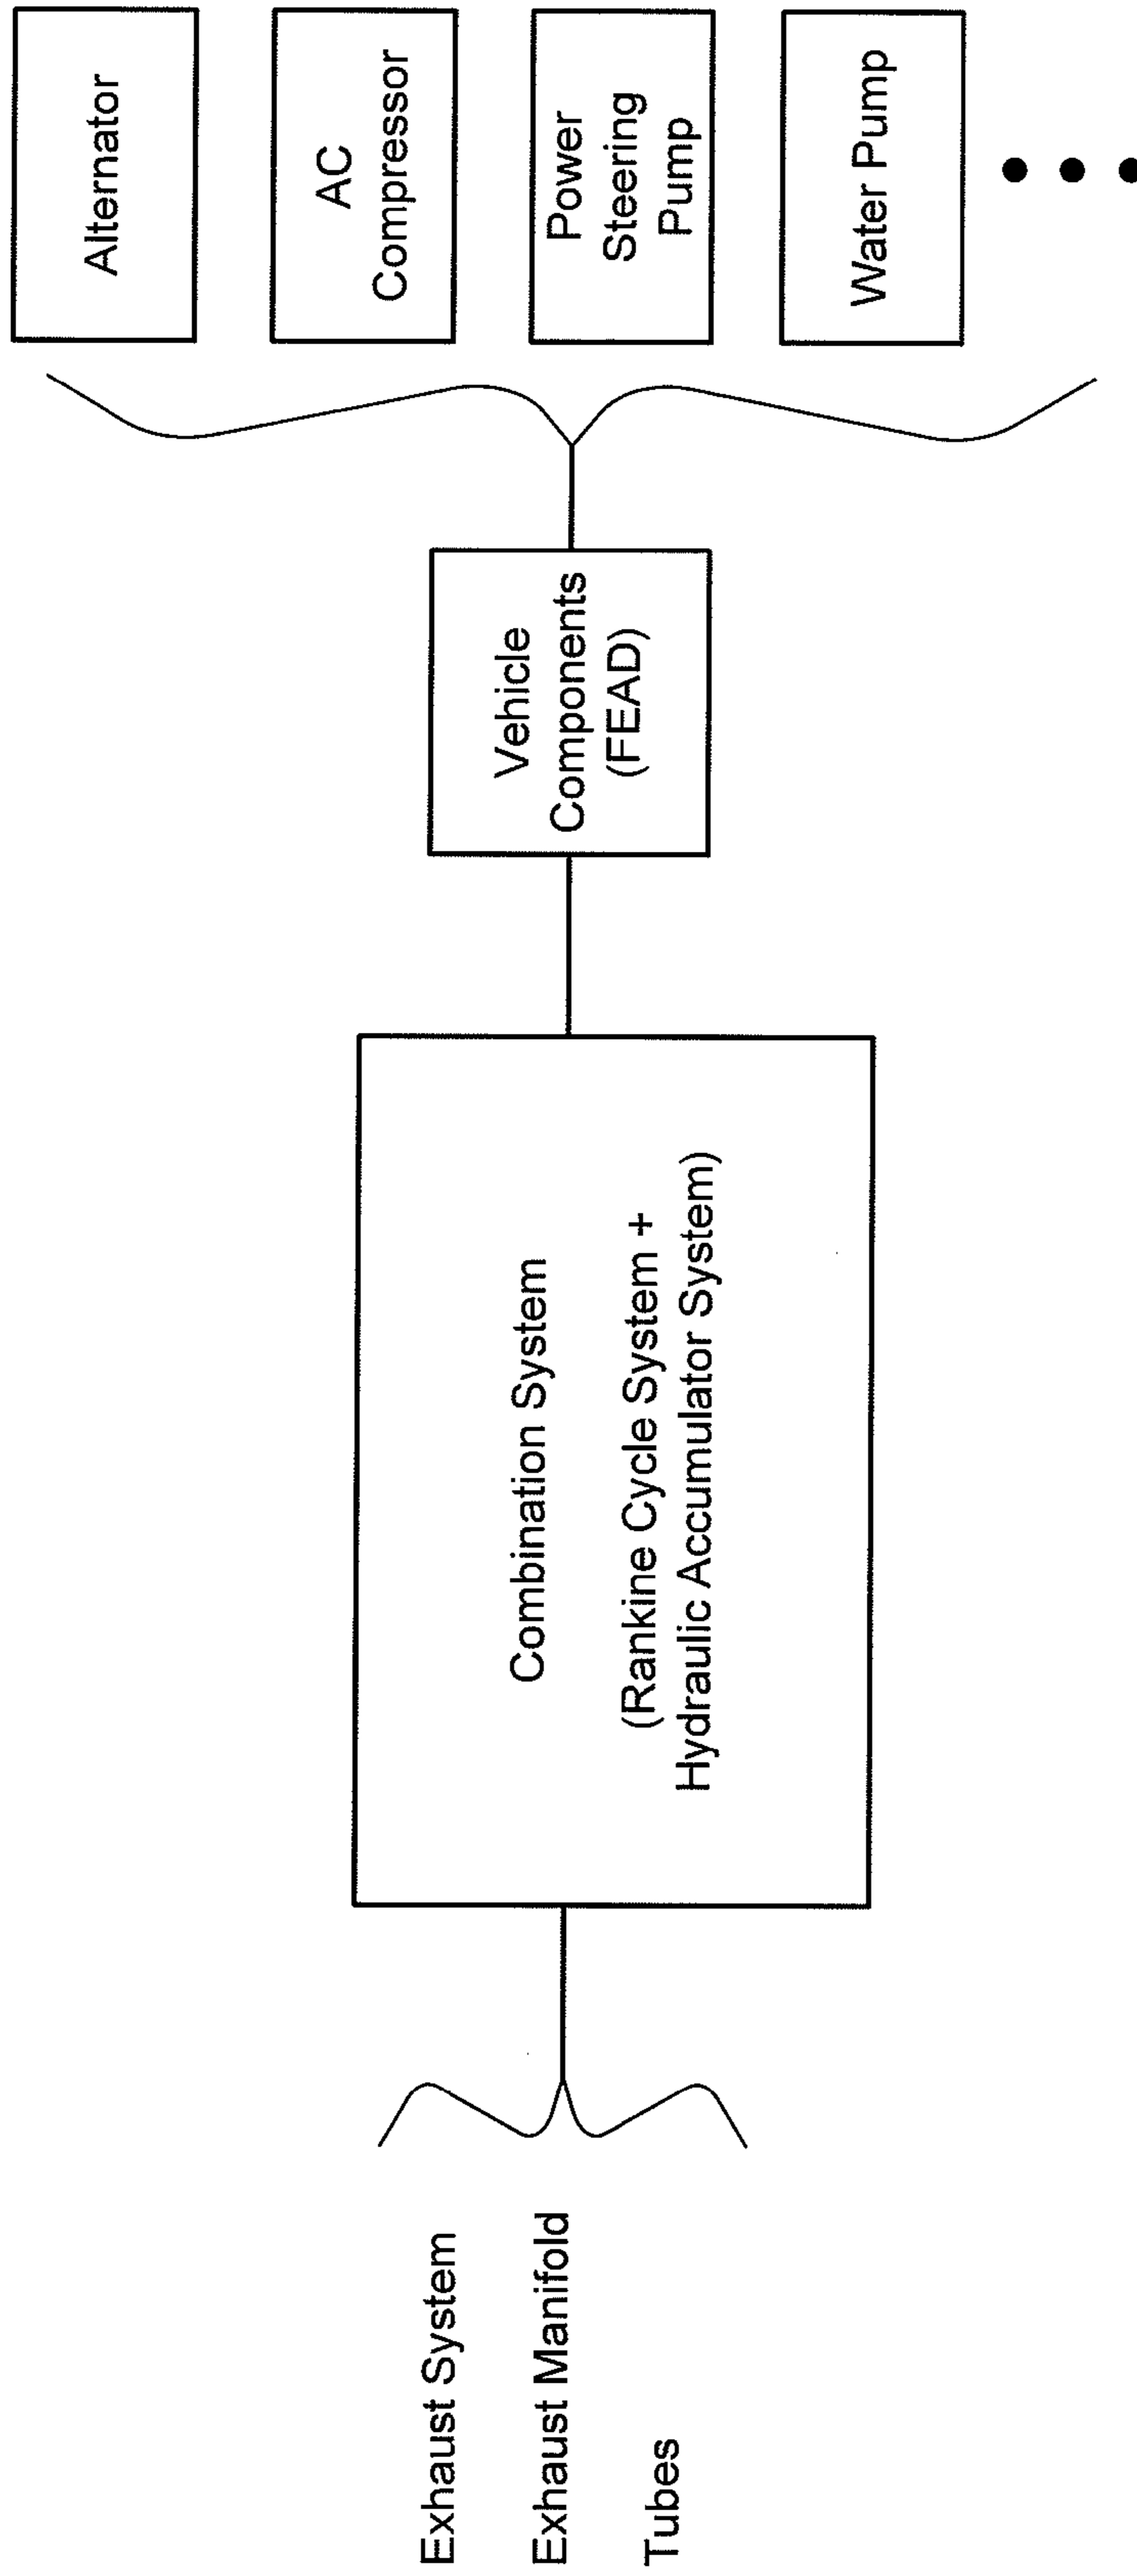 Exhaust System
Exhaust Manifold
Tubes
Combination System
(Rankine Cycle System +
Hydraulic Accumulator System)
Vehicle
Components
(FEAD)
Alternator
AC
Compressor
Power
Steering
Pump
Water Pump